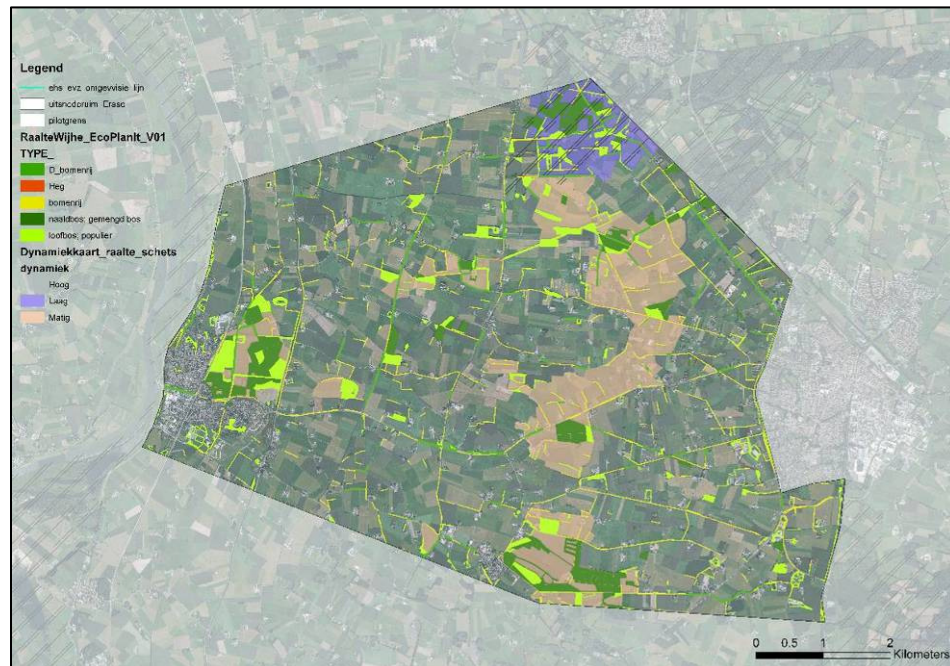 Legend
ehs evz omgevvisie lijn
uitsnederuim Erasc
pilotgrens
RaalteWijhe_EcoPlanIt_V01
TYPE_
D_bomenrij
Heg
bomenrij
naaldbos; gemengd bos
loofbos; populier
Dynamiekkaart_raalte_schets
dynamiek
Hoog
Laag
Matig
0 0.5 1 2
Kilometers